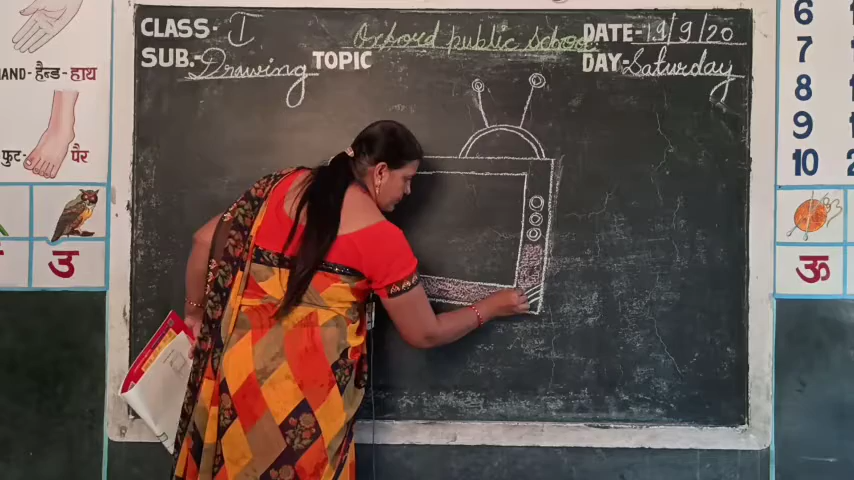 CLASS- I
Oxford public School
DATE- 19/9/20
SUB.- Drawing
TOPIC
DAY- Saturday
HAND - हैन्ड - हाथ
फुट - पैर
उ
6
7
8
9
10
ऊ